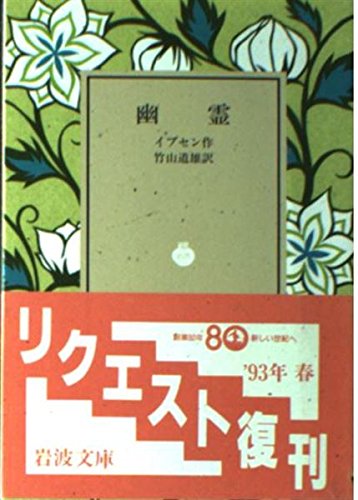 幽霊
イプセン作
竹山道雄訳
創業80年
80
新しい世紀へ
'93年 春
リクエスト復刊
岩波文庫